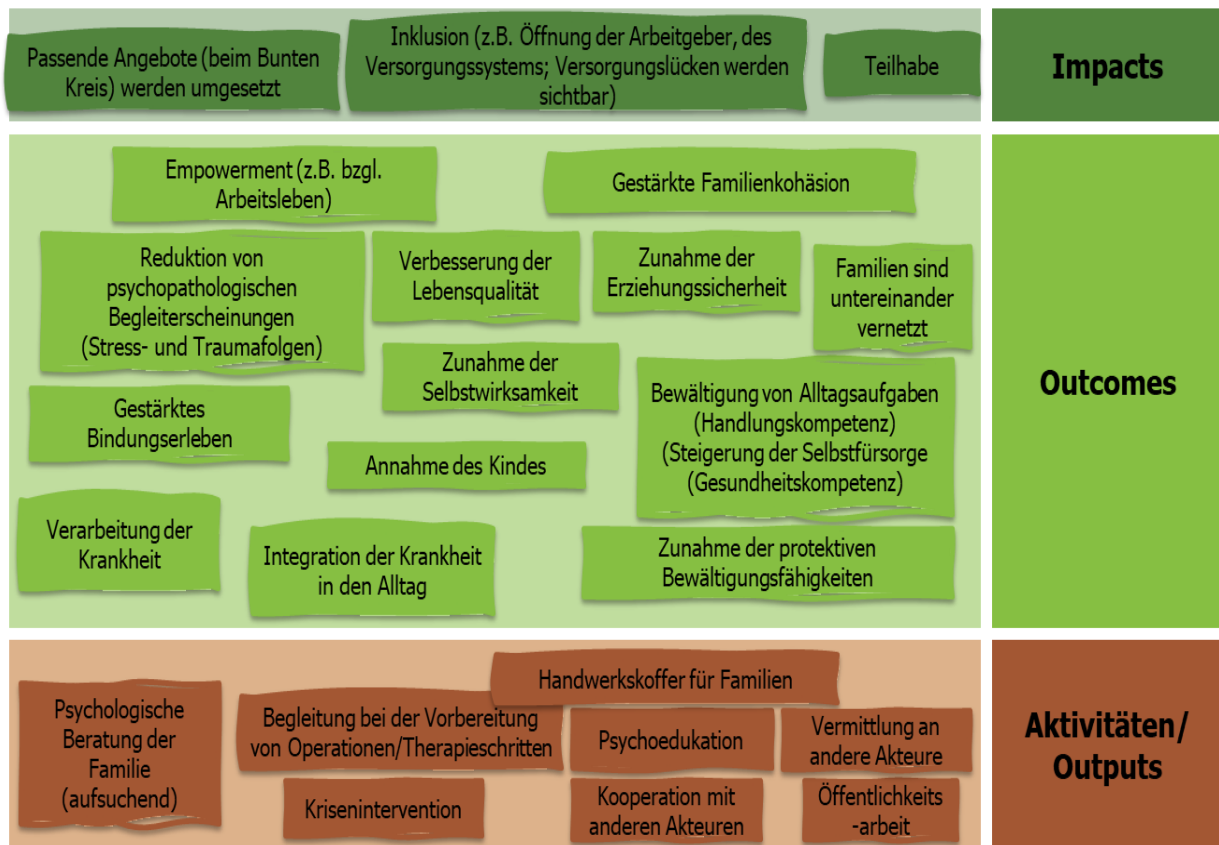 Passende Angebote (beim Bunten
Kreis) werden umgesetzt
Inklusion (z.B. Öffnung der Arbeitgeber, des
Versorgungssystems; Versorgungslücken werden
sichtbar)
Teilhabe
Impacts
Empowerment (z.B. bzgl.
Arbeitsleben)
Gestärkte Familienkohäsion
Reduktion von
psychopathologischen
Begleiterscheinungen
(Stress- und Traumafolgen)
Verbesserung der
Lebensqualität
Zunahme der
Erziehungssicherheit
Familien sind
untereinander
vernetzt
Zunahme der
Selbstwirksamkeit
Gestärktes
Bindungserleben
Bewältigung von Alltagsaufgaben
(Handlungskompetenz)
(Steigerung der Selbstfürsorge
(Gesundheitskompetenz)
Annahme des Kindes
Verarbeitung der
Krankheit
Integration der Krankheit
in den Alltag
Zunahme der protektiven
Bewältigungsfähigkeiten
Outcomes
Psychologische
Beratung der
Familie
(aufsuchend)
Handwerkskoffer für Familien
Begleitung bei der Vorbereitung
von Operationen/Therapieschritten
Psychoedukation
Vermittlung an
andere Akteure
Krisenintervention
Kooperation mit
anderen Akteuren
Öffentlichkeits
-arbeit
Aktivitäten/
Outputs